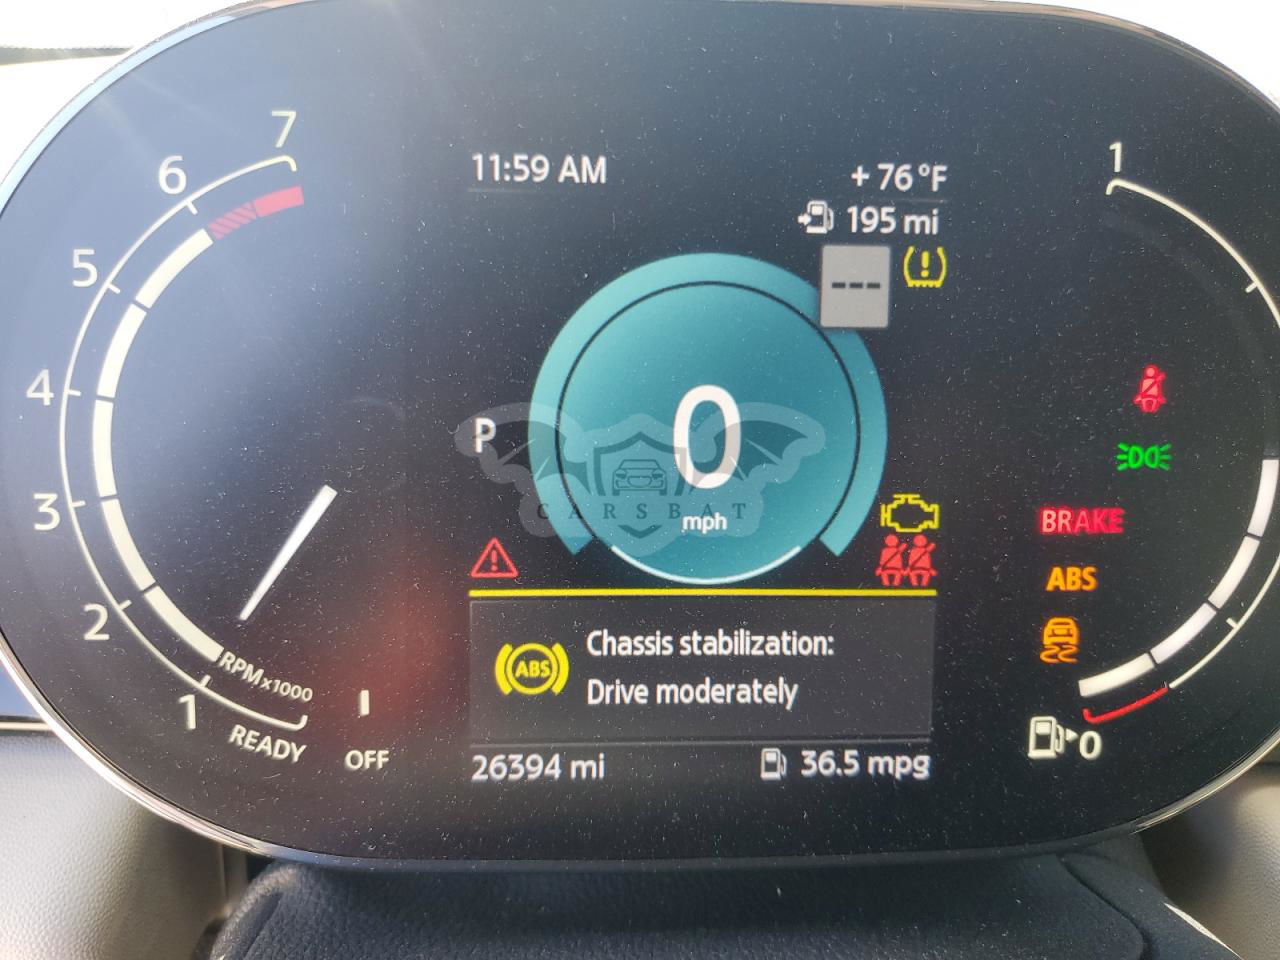 7
6
5
4
3
2
1
RPMx1000
READY
OFF
11:59 AM
+ 76 °F
195 mi
---
P
0
mph
CARSBAT
ABS
Chassis stabilization:
Drive moderately
26394 mi
36.5 mpg
1
BRAKE
ABS
0